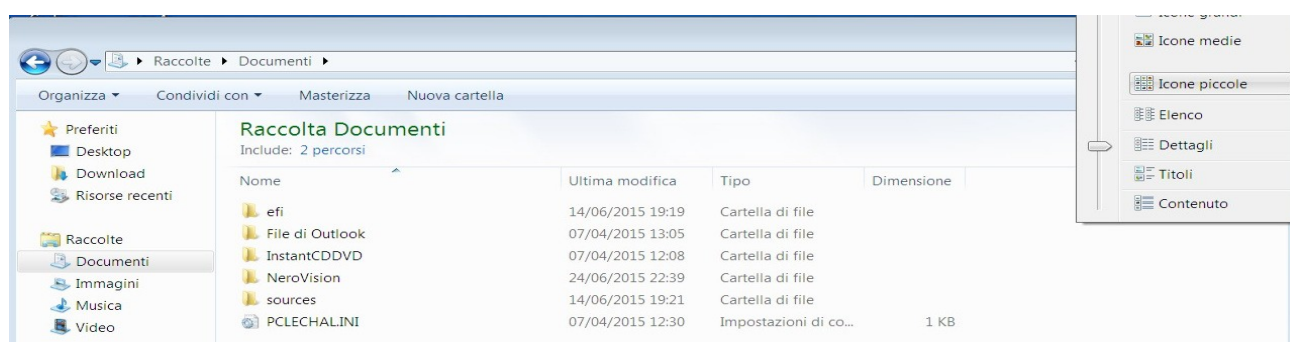 Icone medie
Raccolte Documenti
Icone piccole
Organizza Condividi con Masterizza Nuova cartella
Elenco
Preferiti
Desktop
Download
Risorse recenti
Raccolte
Documenti
Immagini
Musica
Video
Raccolta Documenti
Include: 2 percorsi
Nome Ultima modifica Tipo Dimensione
efi 14/06/2015 19:19 Cartella di file
File di Outlook 07/04/2015 13:05 Cartella di file
InstantCDDVD 07/04/2015 12:08 Cartella di file
NeroVision 24/06/2015 22:39 Cartella di file
sources 14/06/2015 19:21 Cartella di file
PCLECHAL.INI 07/04/2015 12:30 Impostazioni di co... 1 KB
Dettagli
Titoli
Contenuto